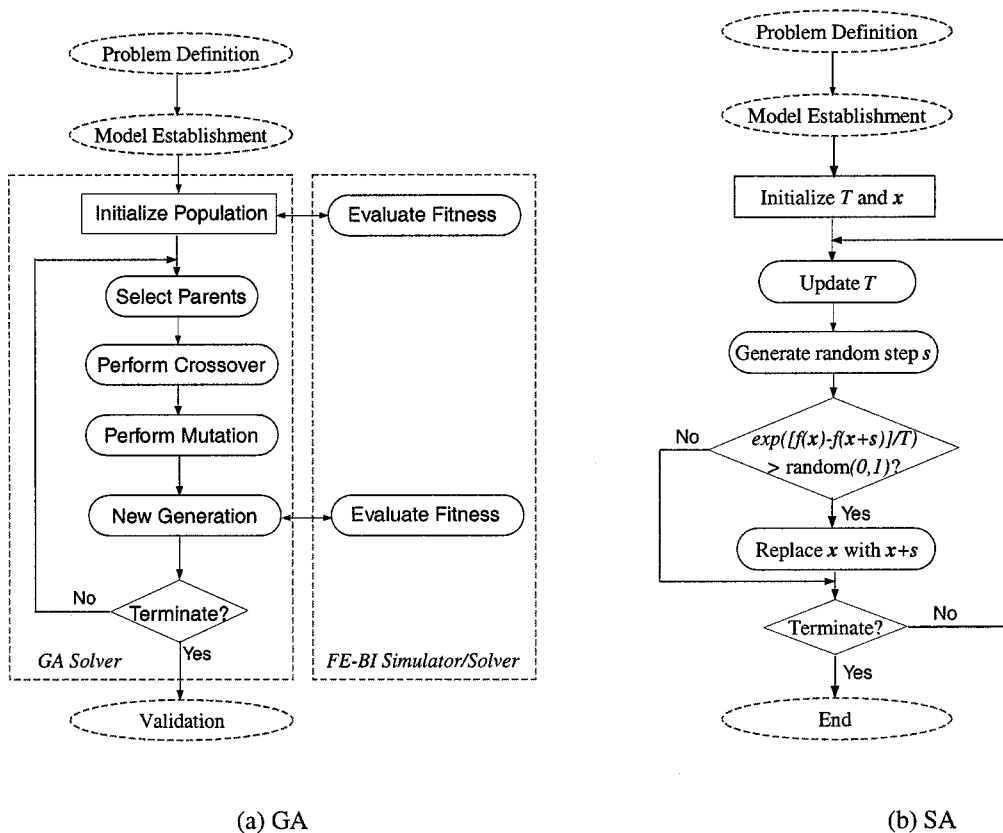 Problem Definition
Model Establishment
Initialize Population
Evaluate Fitness
Select Parents
Perform Crossover
Perform Mutation
New Generation
Evaluate Fitness
No
Terminate?
Yes
GA Solver
FE-BI Simulator/Solver
Validation
(a) GA
Problem Definition
Model Establishment
Initialize T and x
Update T
Generate random step s
No
exp([f(x)-f(x+s)]/T)
> random(0,1)?
Yes
Replace x with x+s
Terminate?
No
Yes
End
(b) SA